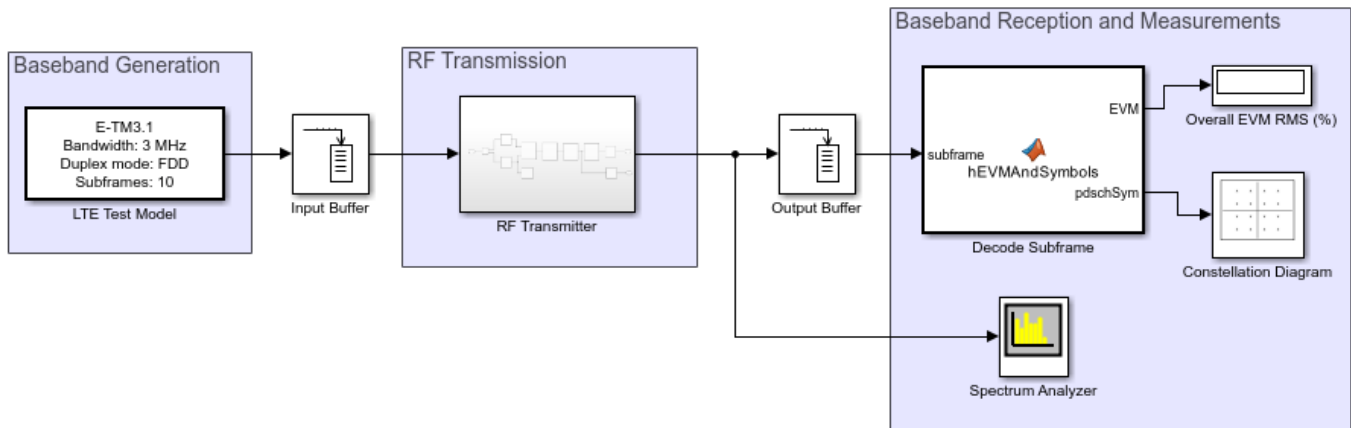 Baseband Generation
E-TM3.1
Bandwidth: 3 MHz
Duplex mode: FDD
Subframes: 10
LTE Test Model
Input Buffer
RF Transmission
RF Transmitter
Output Buffer
Baseband Reception and Measurements
subframe
hEVMAndSymbols
EVM
pdschSym
Decode Subframe
Overall EVM RMS (%)
Constellation Diagram
Spectrum Analyzer